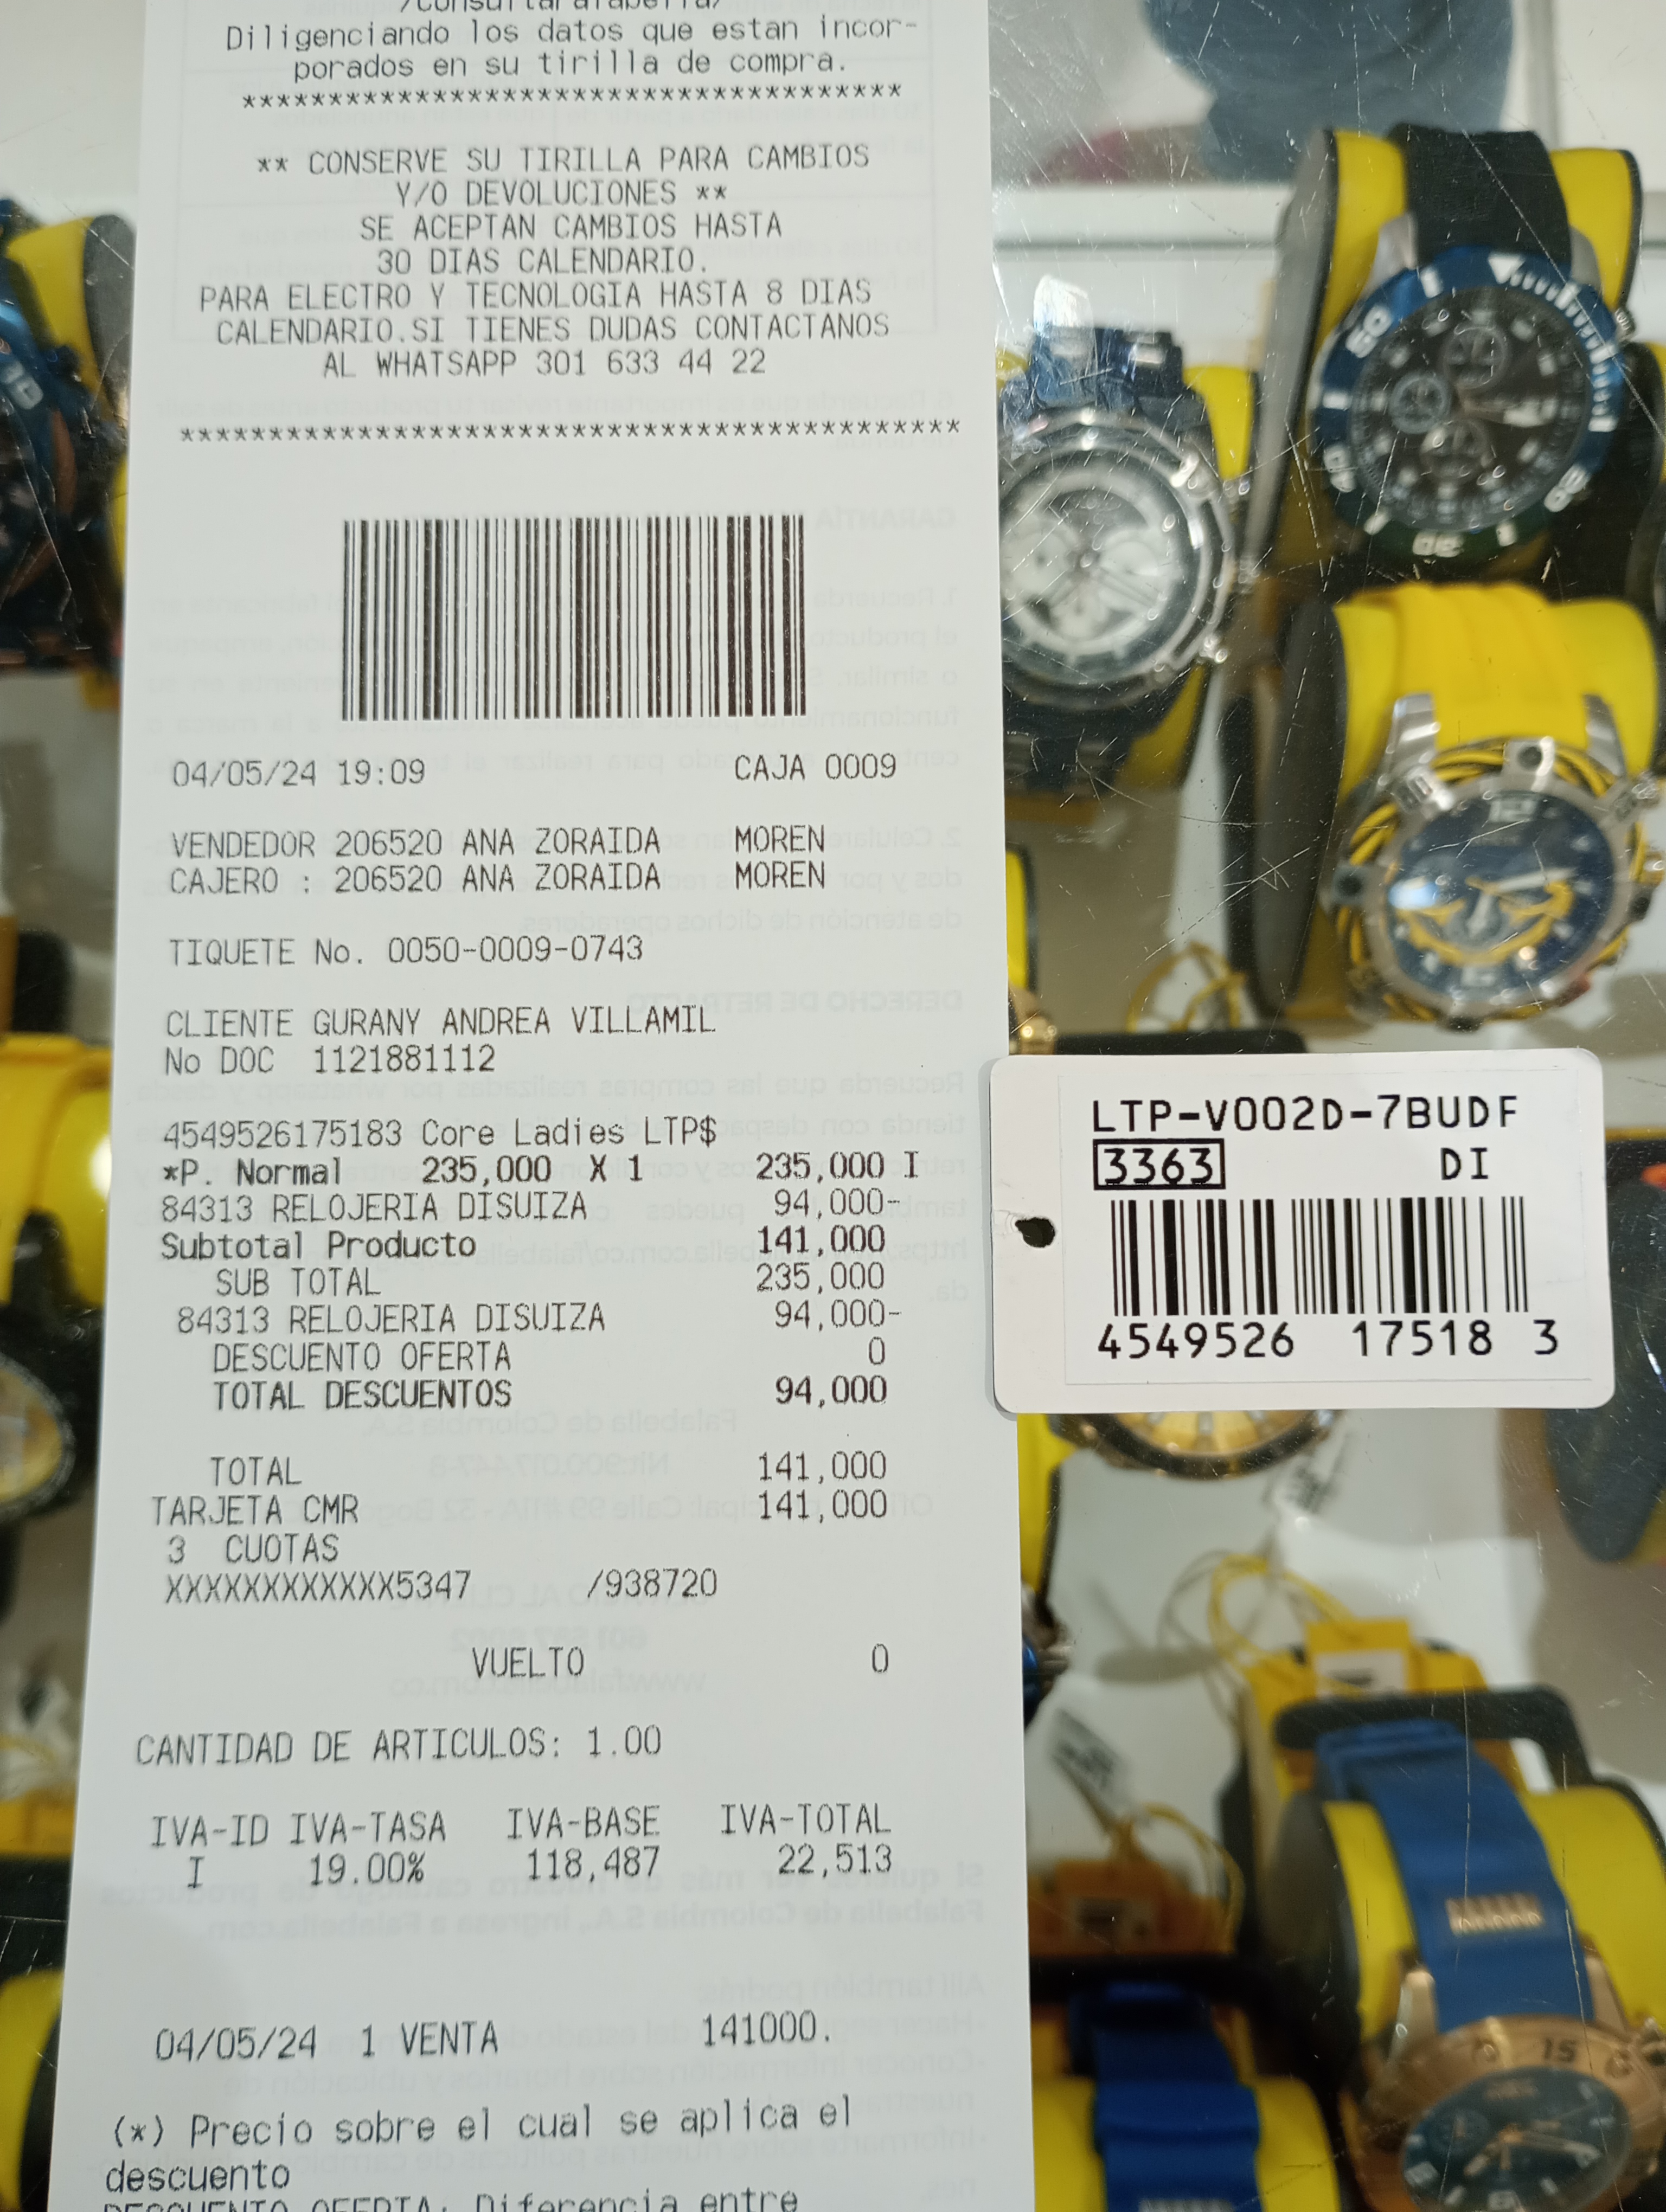 /ConsultaFalabella/
Diligenciando los datos que estan incor-
porados en su tirilla de compra.
**************************************
** CONSERVE SU TIRILLA PARA CAMBIOS
Y/O DEVOLUCIONES **
SE ACEPTAN CAMBIOS HASTA
30 DIAS CALENDARIO.
PARA ELECTRO Y TECNOLOGIA HASTA 8 DIAS
CALENDARIO.SI TIENES DUDAS CONTACTANOS
AL WHATSAPP 301 633 44 22
********************************************
04/05/24 19:09 CAJA 0009
VENDEDOR 206520 ANA ZORAIDA MOREN
CAJERO : 206520 ANA ZORAIDA MOREN
TIQUETE No. 0050-0009-0743
CLIENTE GURANY ANDREA VILLAMIL
No DOC 1121881112
4549526175183 Core Ladies LTP$
*P. Normal 235,000 X 1 235,000 I
84313 RELOJERIA DISUIZA 94,000-
Subtotal Producto 141,000
SUB TOTAL 235,000
84313 RELOJERIA DISUIZA 94,000-
DESCUENTO OFERTA 0
TOTAL DESCUENTOS 94,000
TOTAL 141,000
TARJETA CMR 141,000
3 CUOTAS
XXXXXXXXXXXX5347 /938720
VUELTO 0
CANTIDAD DE ARTICULOS: 1.00
IVA-ID IVA-TASA IVA-BASE IVA-TOTAL
I 19.00% 118,487 22,513
04/05/24 1 VENTA 141000.
(*) Precio sobre el cual se aplica el
descuento
DESCUENTO OFERTA: Diferencia entre
LTP-V002D-7BUDF
3363 DI
4549526 17518 3